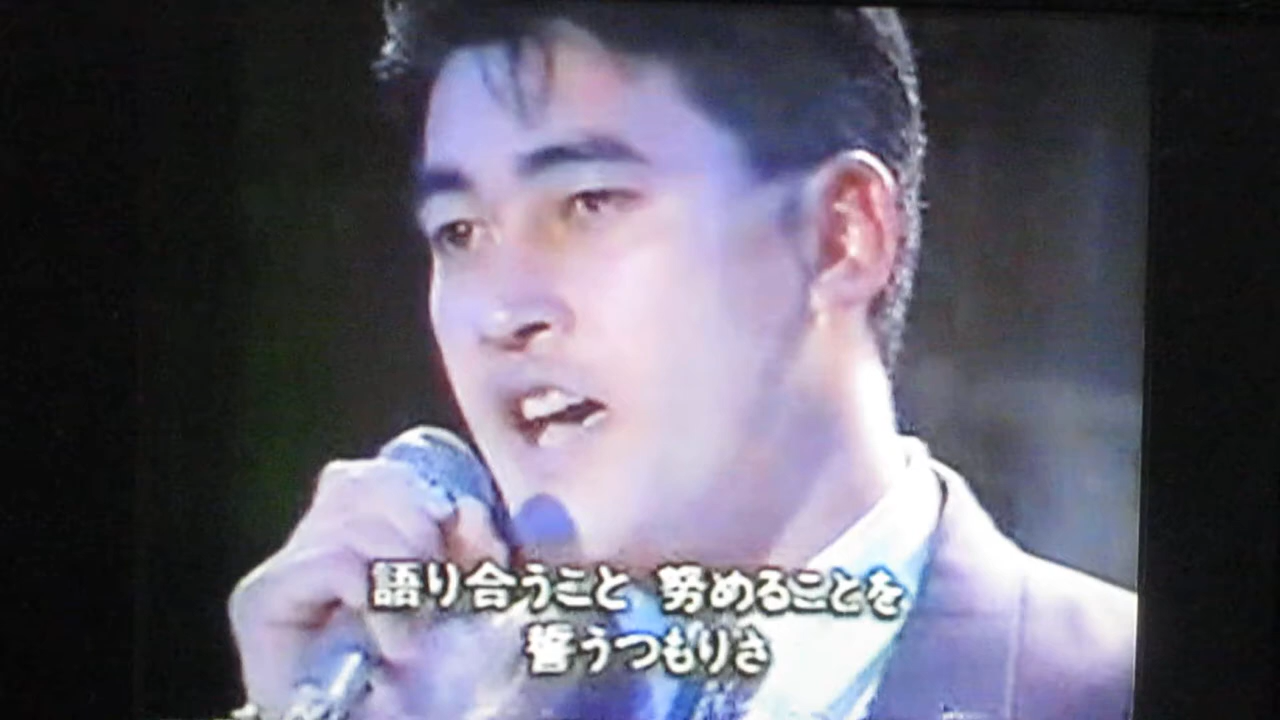 語り合うこと 努めることを
誓うつもりさ